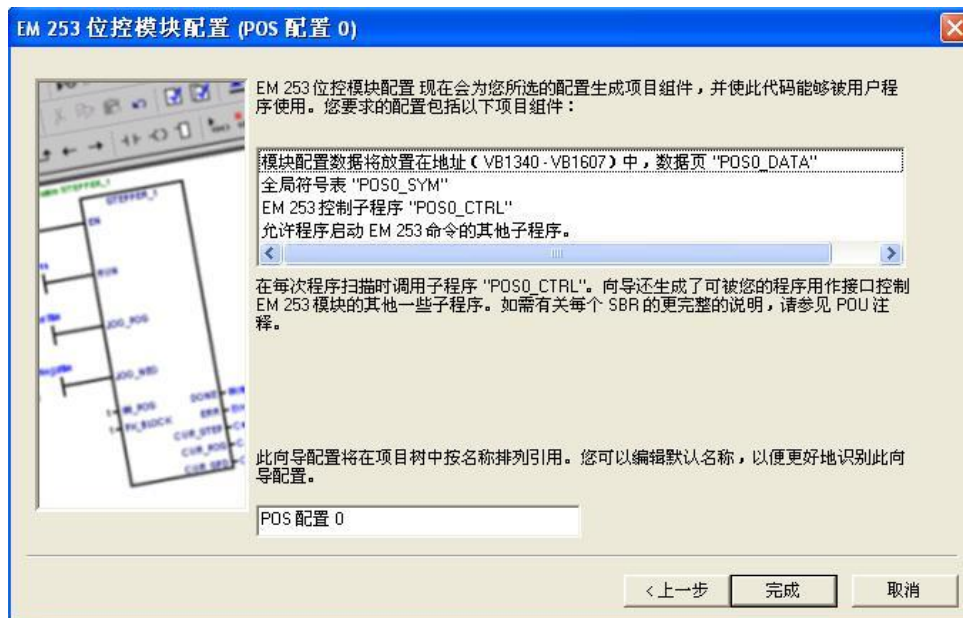 EM 253 位控模块配置 (POS 配置 0)
EM 253 位控模块配置 现在会为您所选的配置生成项目组件，并使此代码能够被用户程
序使用。您要求的配置包括以下项目组件：
模块配置数据将放置在地址（VB1340-VB1607）中，数据页 "POS0_DATA"
全局符号表 "POS0_SYM"
EM 253 控制子程序 "POS0_CTRL"
允许程序启动 EM 253 命令的其他子程序。
在每次程序扫描时调用子程序 "POS0_CTRL"。向导还生成了可被您的程序用作接口控制
EM 253 模块的其他一些子程序。如需有关每个 SBR 的更完整的说明，请参见 POU 注
释。
STEPPER_1
EN
RUN
JOG_POS
JOG_NEG
DONE
ERR
CUR_STEP
CUR_POS
此向导配置将在项目树中按名称排列引用。您可以编辑默认名称，以便更好地识别此向
导配置。
POS 配置 0
<上一步
完成
取消